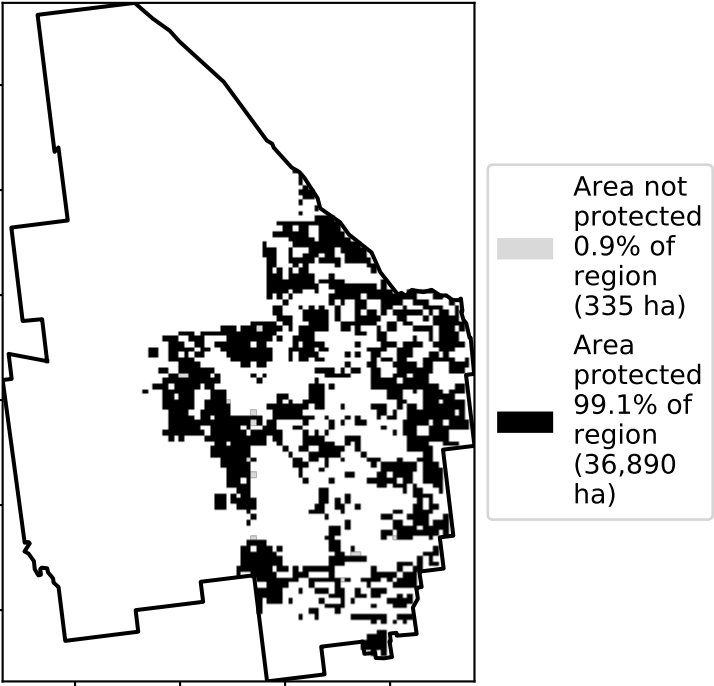 Area not
protected
0.9% of
region
(335 ha)
Area
protected
99.1% of
region
(36,890
ha)